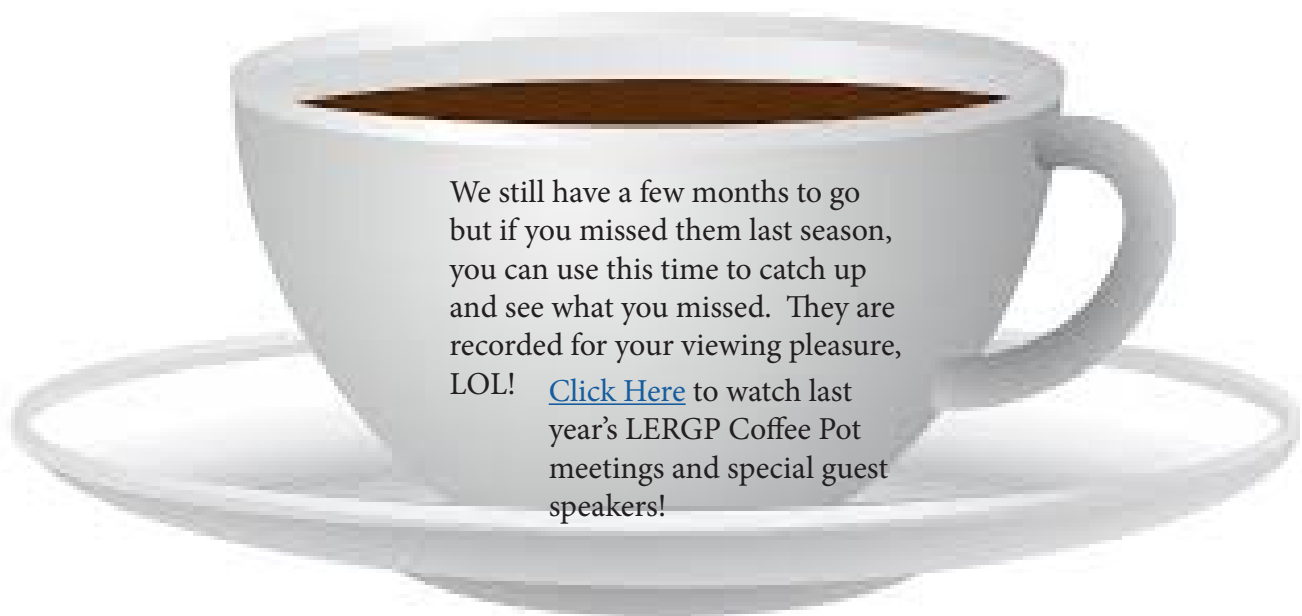 We still have a few months to go
but if you missed them last season,
you can use this time to catch up
and see what you missed.  They are
recorded for your viewing pleasure,
LOL!
Click Here to watch last
year's LERGP Coffee Pot
meetings and special guest
speakers!